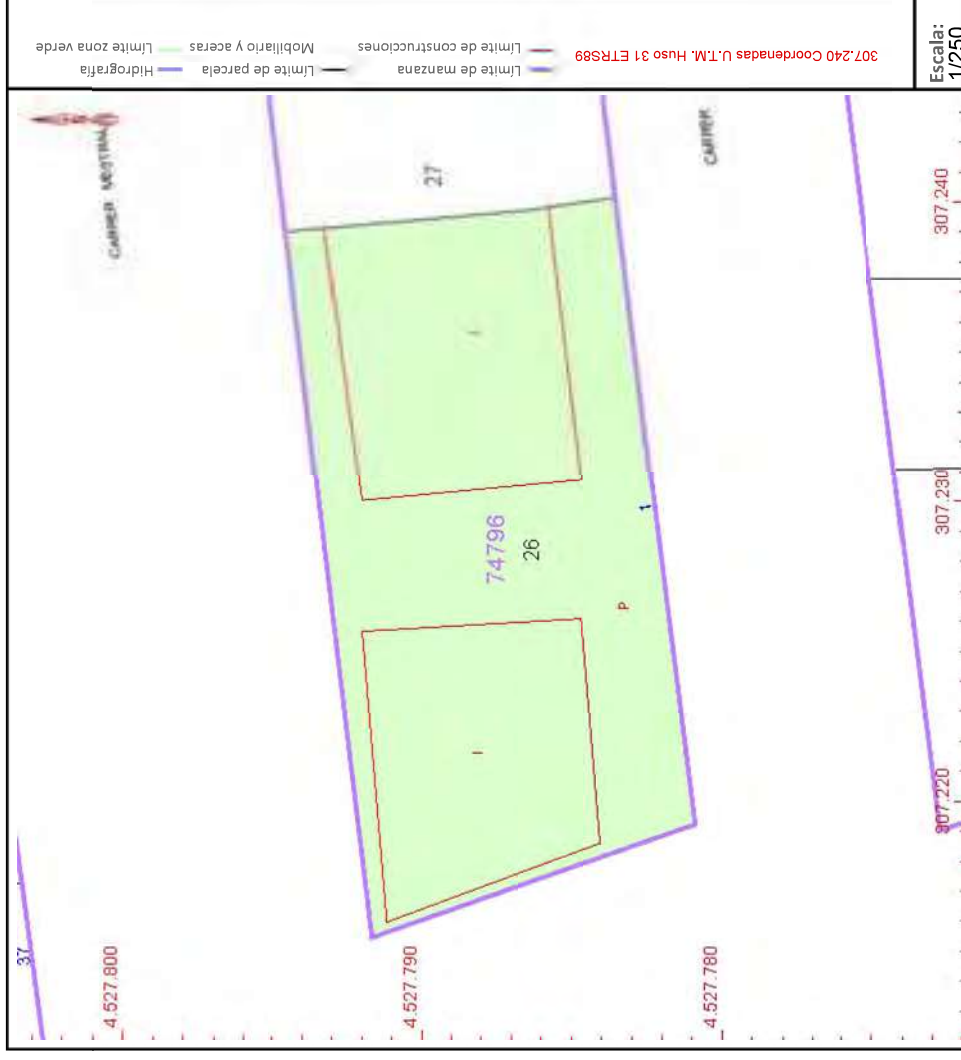 CARRER MESTRAL
CARRER
37
27
74796
26
I
I
P
1
4.527.800
4.527.790
4.527.780
307.220
307.230
307.240
307.240 Coordenadas U.T.M. Huso 31 ETRS89
Límite de manzana
Límite de parcela
Hidrografía
Límite de construcciones
Mobiliario y aceras
Límite zona verde
Escala:
1/250